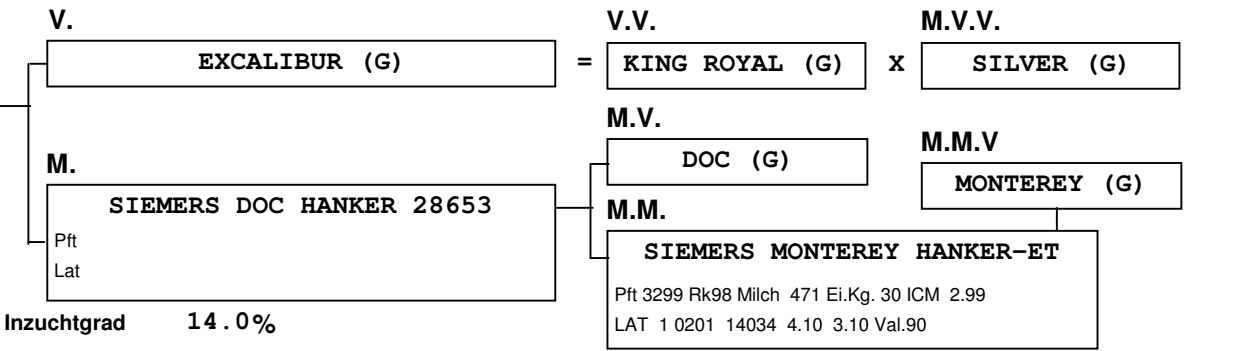 V.
V.V.
M.V.V.
EXCALIBUR (G)
=
KING ROYAL (G)
X
SILVER (G)
M.V.
DOC (G)
M.M.V
MONTEREY (G)
M.
SIEMERS DOC HANKER 28653
Pft
Lat
M.M.
SIEMERS MONTEREY HANKER-ET
Pft 3299 Rk98 Milch 471 Ei.Kg. 30 ICM 2.99
LAT 1 0201 14034 4.10 3.10 Val.90
Inzuchtgrad 14.0%